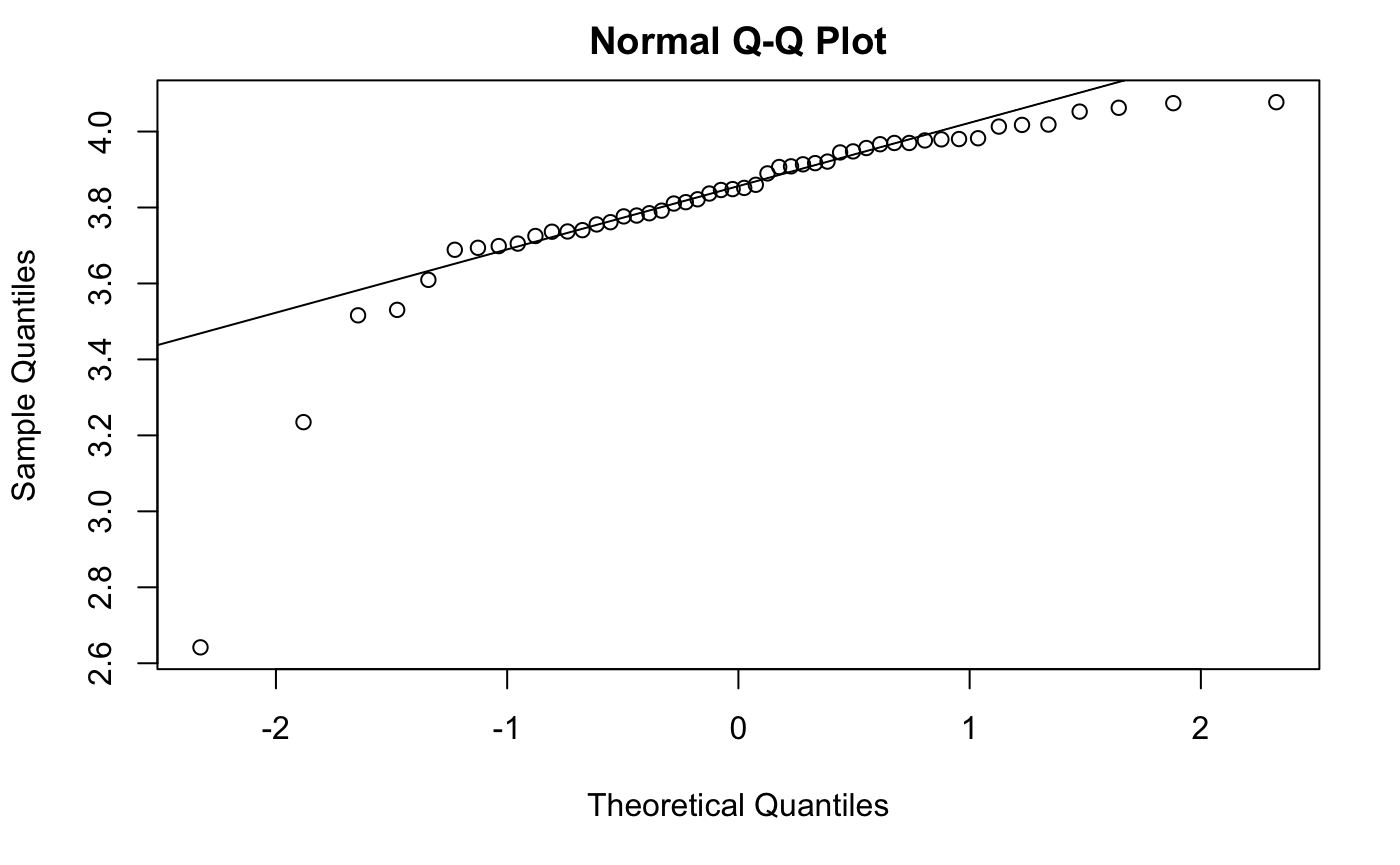 Normal Q-Q Plot
4.0
3.8
3.6
3.4
3.2
3.0
2.8
2.6
Sample Quantiles
-2 -1 0 1 2
Theoretical Quantiles